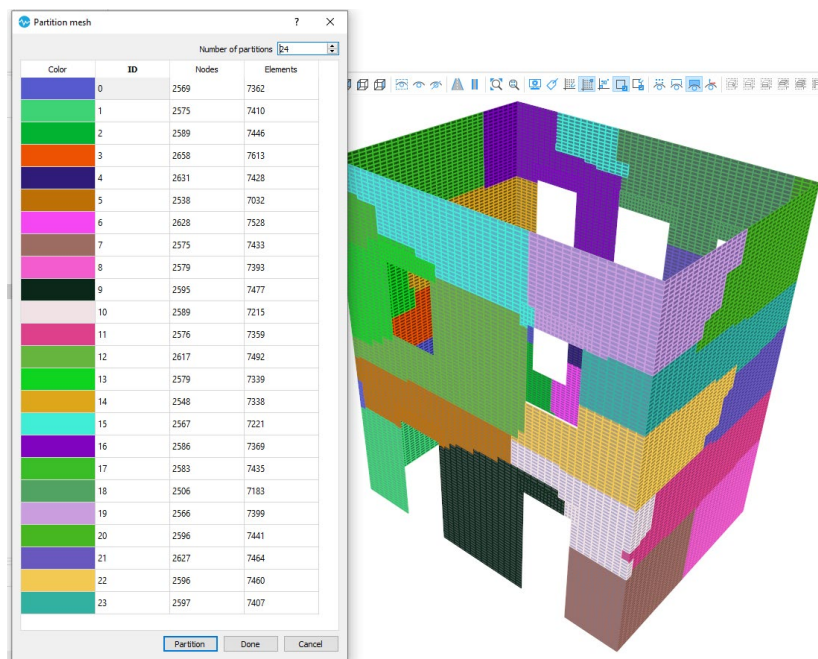 Partition mesh
Number of partitions 24
Color ID Nodes Elements
0 2569 7362
1 2575 7410
2 2589 7446
3 2658 7613
4 2631 7428
5 2538 7032
6 2628 7528
7 2575 7433
8 2579 7393
9 2595 7477
10 2589 7215
11 2576 7359
12 2617 7492
13 2579 7339
14 2548 7338
15 2567 7221
16 2586 7369
17 2583 7435
18 2506 7183
19 2566 7399
20 2596 7441
21 2627 7464
22 2596 7460
23 2597 7407
Partition Done Cancel